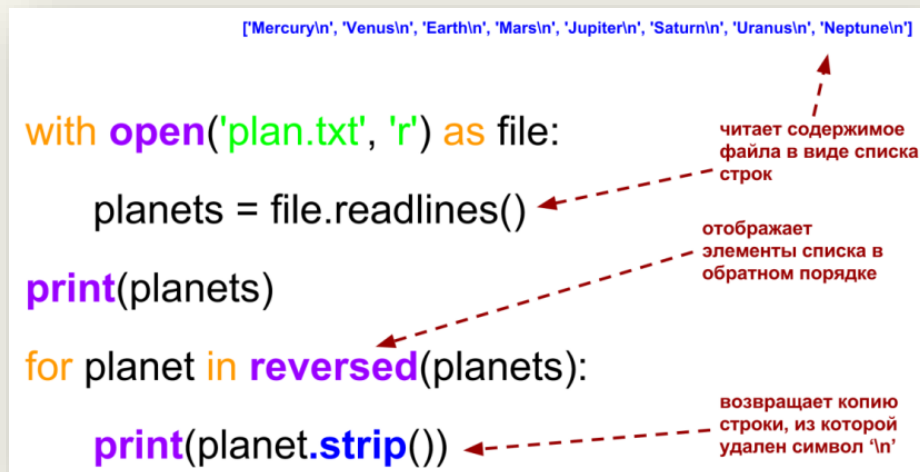 ['Mercury\n', 'Venus\n', 'Earth\n', 'Mars\n', 'Jupiter\n', 'Saturn\n', 'Uranus\n', 'Neptune\n']
with open('plan.txt', 'r') as file:
читает содержимое
файла в виде списка
строк
planets = file.readlines()
отображает
элементы списка в
обратном порядке
print(planets)
for planet in reversed(planets):
возвращает копию
строки, из которой
удален символ ‘\n’
print(planet.strip())